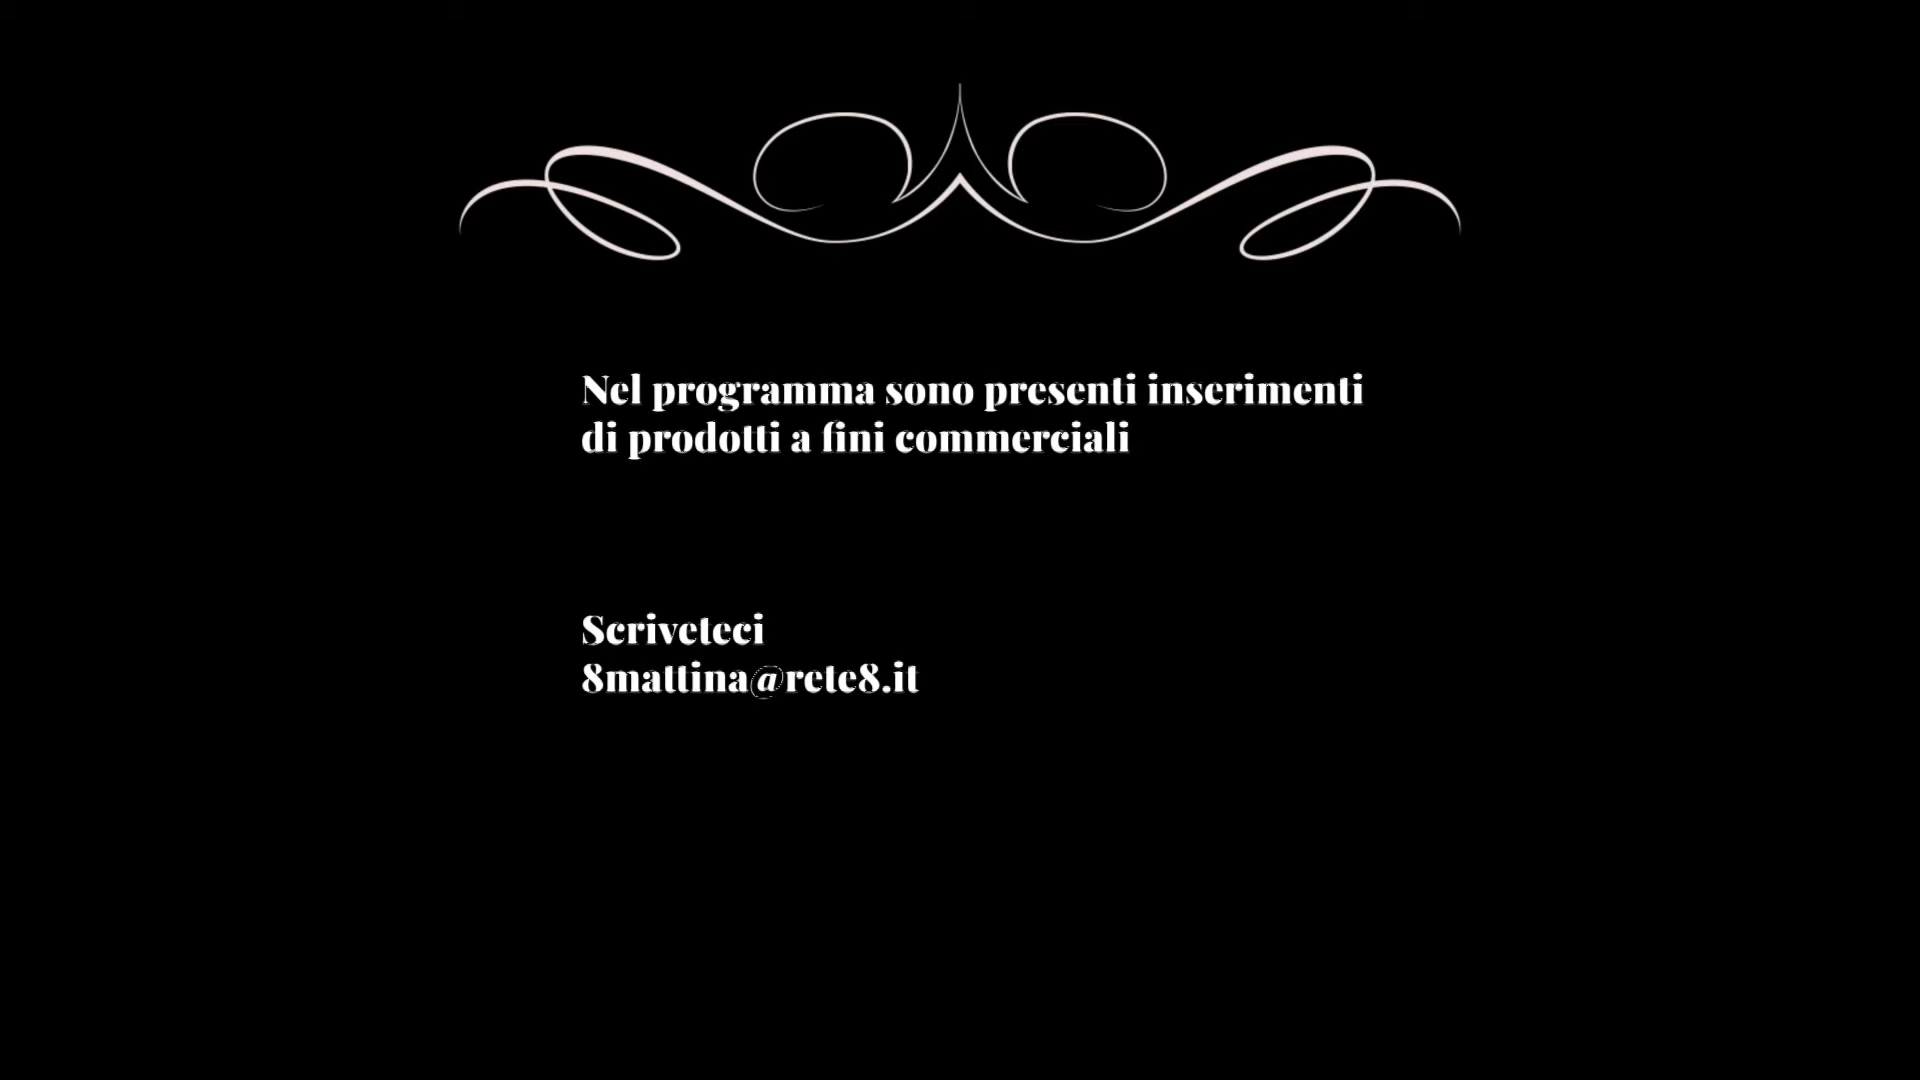 Nel programma sono presenti inserimenti
di prodotti a fini commerciali
Scriveteci
8mattina@rete8.it